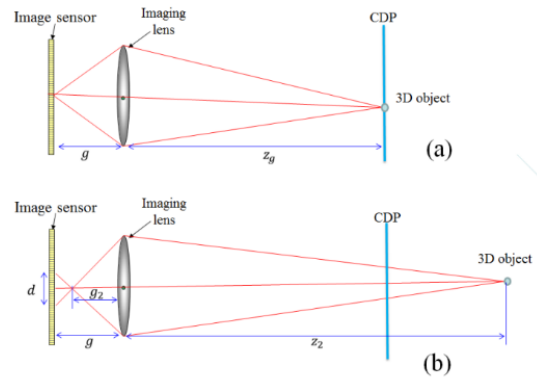 Image sensor
Imaging
lens
CDP
3D object
g
z_g
(a)
Image sensor
Imaging
lens
CDP
3D object
d
g_2
g
z_2
(b)